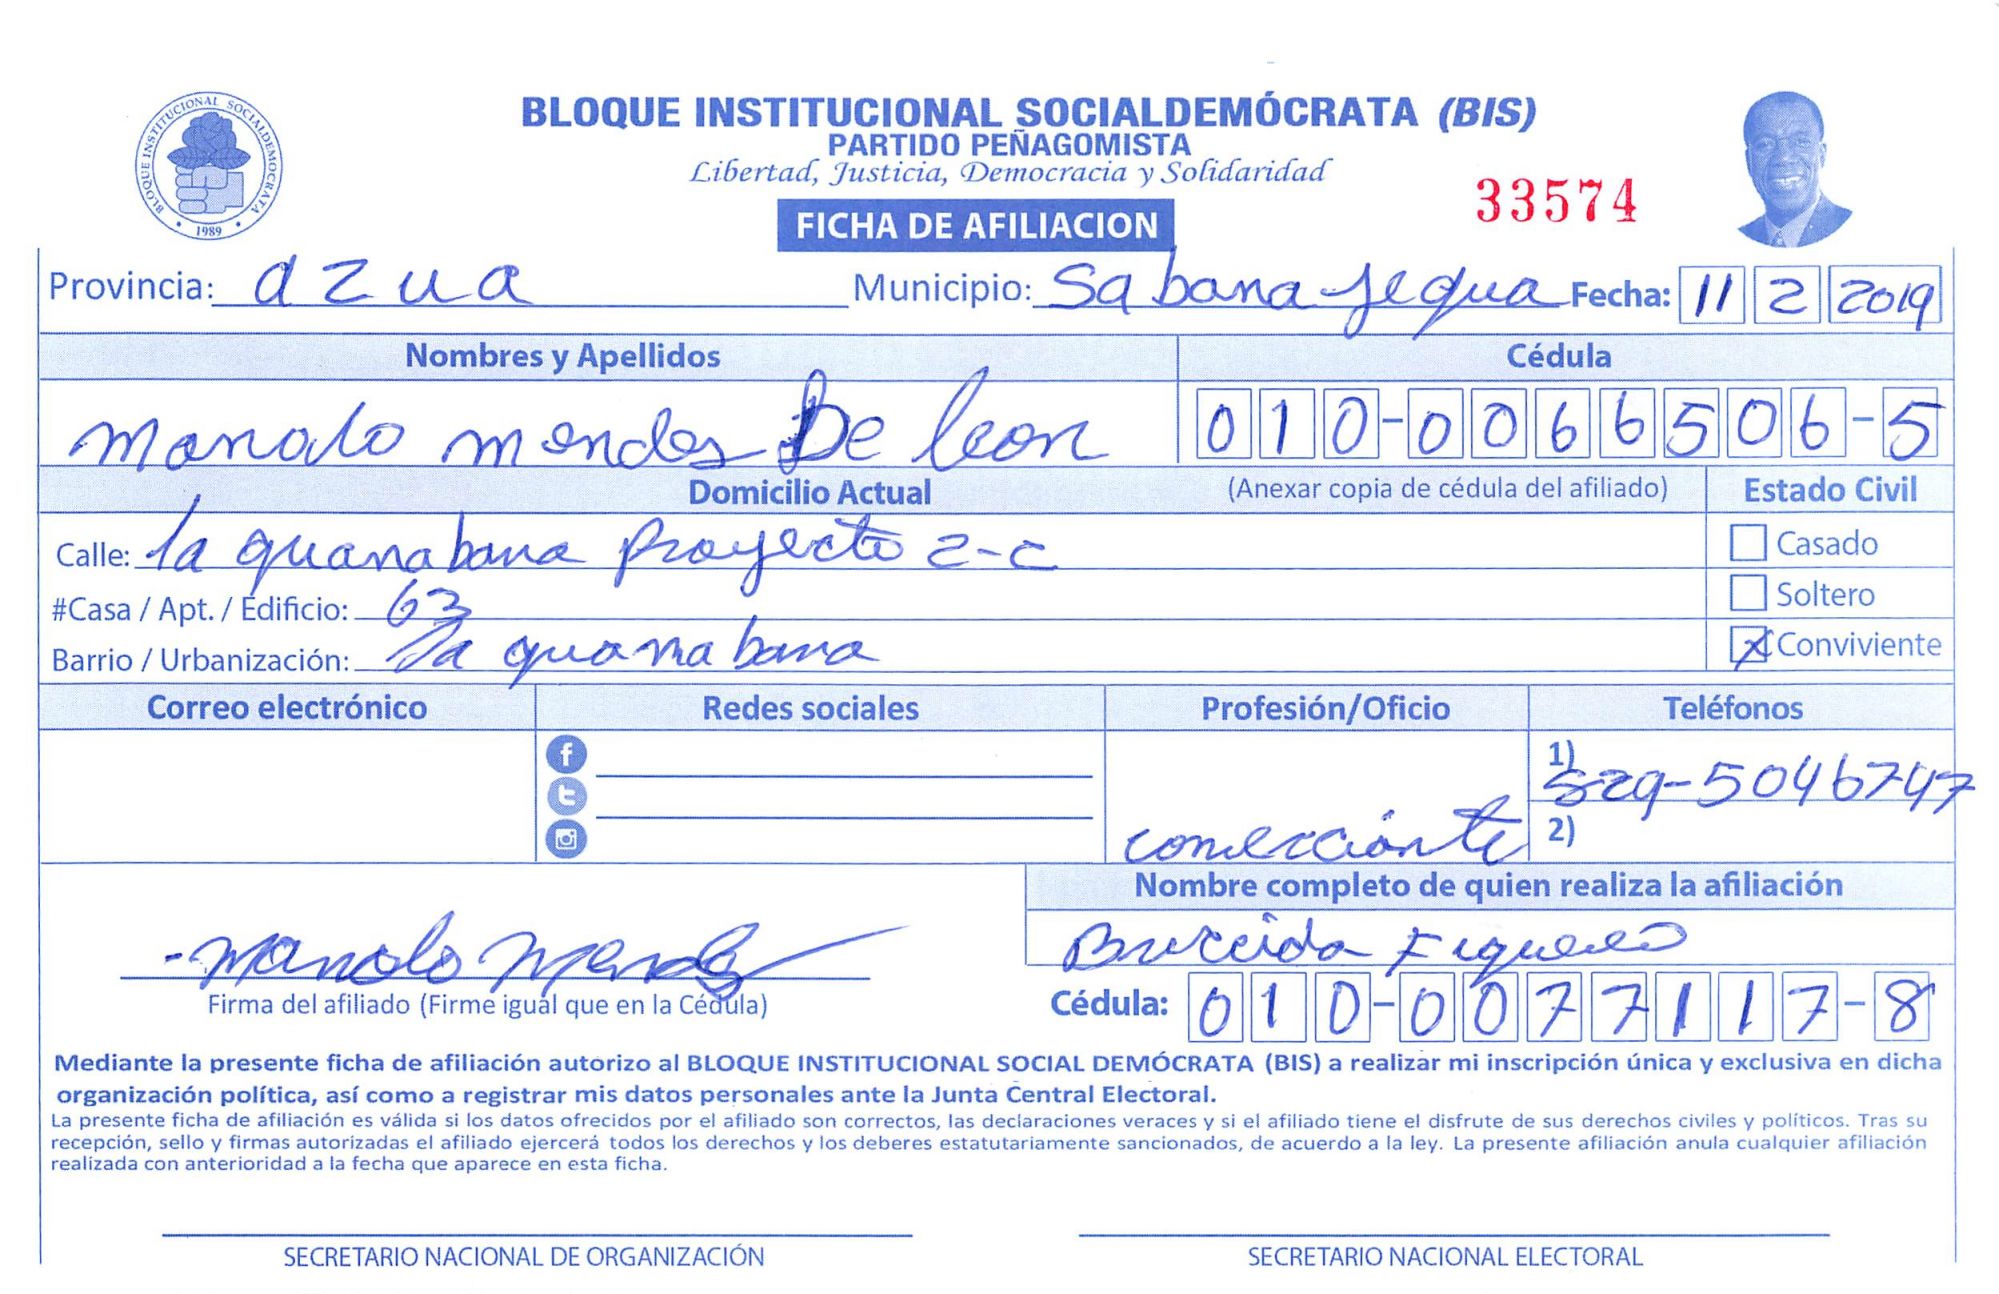 BLOQUE INSTITUCIONAL SOCIALDEMOCRATA
1989
BLOQUE INSTITUCIONAL SOCIALDEMÓCRATA (BIS)
PARTIDO PEÑAGOMISTA
Libertad, Justicia, Democracia y Solidaridad
33574
FICHA DE AFILIACION
Provincia: azua Municipio: Sabana yegua Fecha: 11 2 2019
Nombres y Apellidos Cédula
manolo mendes De leon 010-0066506-5
Domicilio Actual (Anexar copia de cédula del afiliado) Estado Civil
Calle: la guanabana proyecto 2-c Casado
#Casa / Apt. / Edificio: 63 Soltero
Barrio / Urbanización: la guanabana X Conviviente
Correo electrónico Redes sociales Profesión/Oficio Teléfonos
1) 829-5046747
comerciante 2)
Nombre completo de quien realiza la afiliación
manolo mendes Figuereo
Firma del afiliado (Firme igual que en la Cédula) Cédula: 010-0077117-8
Mediante la presente ficha de afiliación autorizo al BLOQUE INSTITUCIONAL SOCIAL DEMÓCRATA (BIS) a realizar mi inscripción única y exclusiva en dicha
organización política, así como a registrar mis datos personales ante la Junta Central Electoral.
La presente ficha de afiliación es válida si los datos ofrecidos por el afiliado son correctos, las declaraciones veraces y si el afiliado tiene el disfrute de sus derechos civiles y políticos. Tras su
recepción, sello y firmas autorizadas el afiliado ejercerá todos los derechos y los deberes estatutariamente sancionados, de acuerdo a la ley. La presente afiliación anula cualquier afiliación
realizada con anterioridad a la fecha que aparece en esta ficha.
SECRETARIO NACIONAL DE ORGANIZACIÓN SECRETARIO NACIONAL ELECTORAL